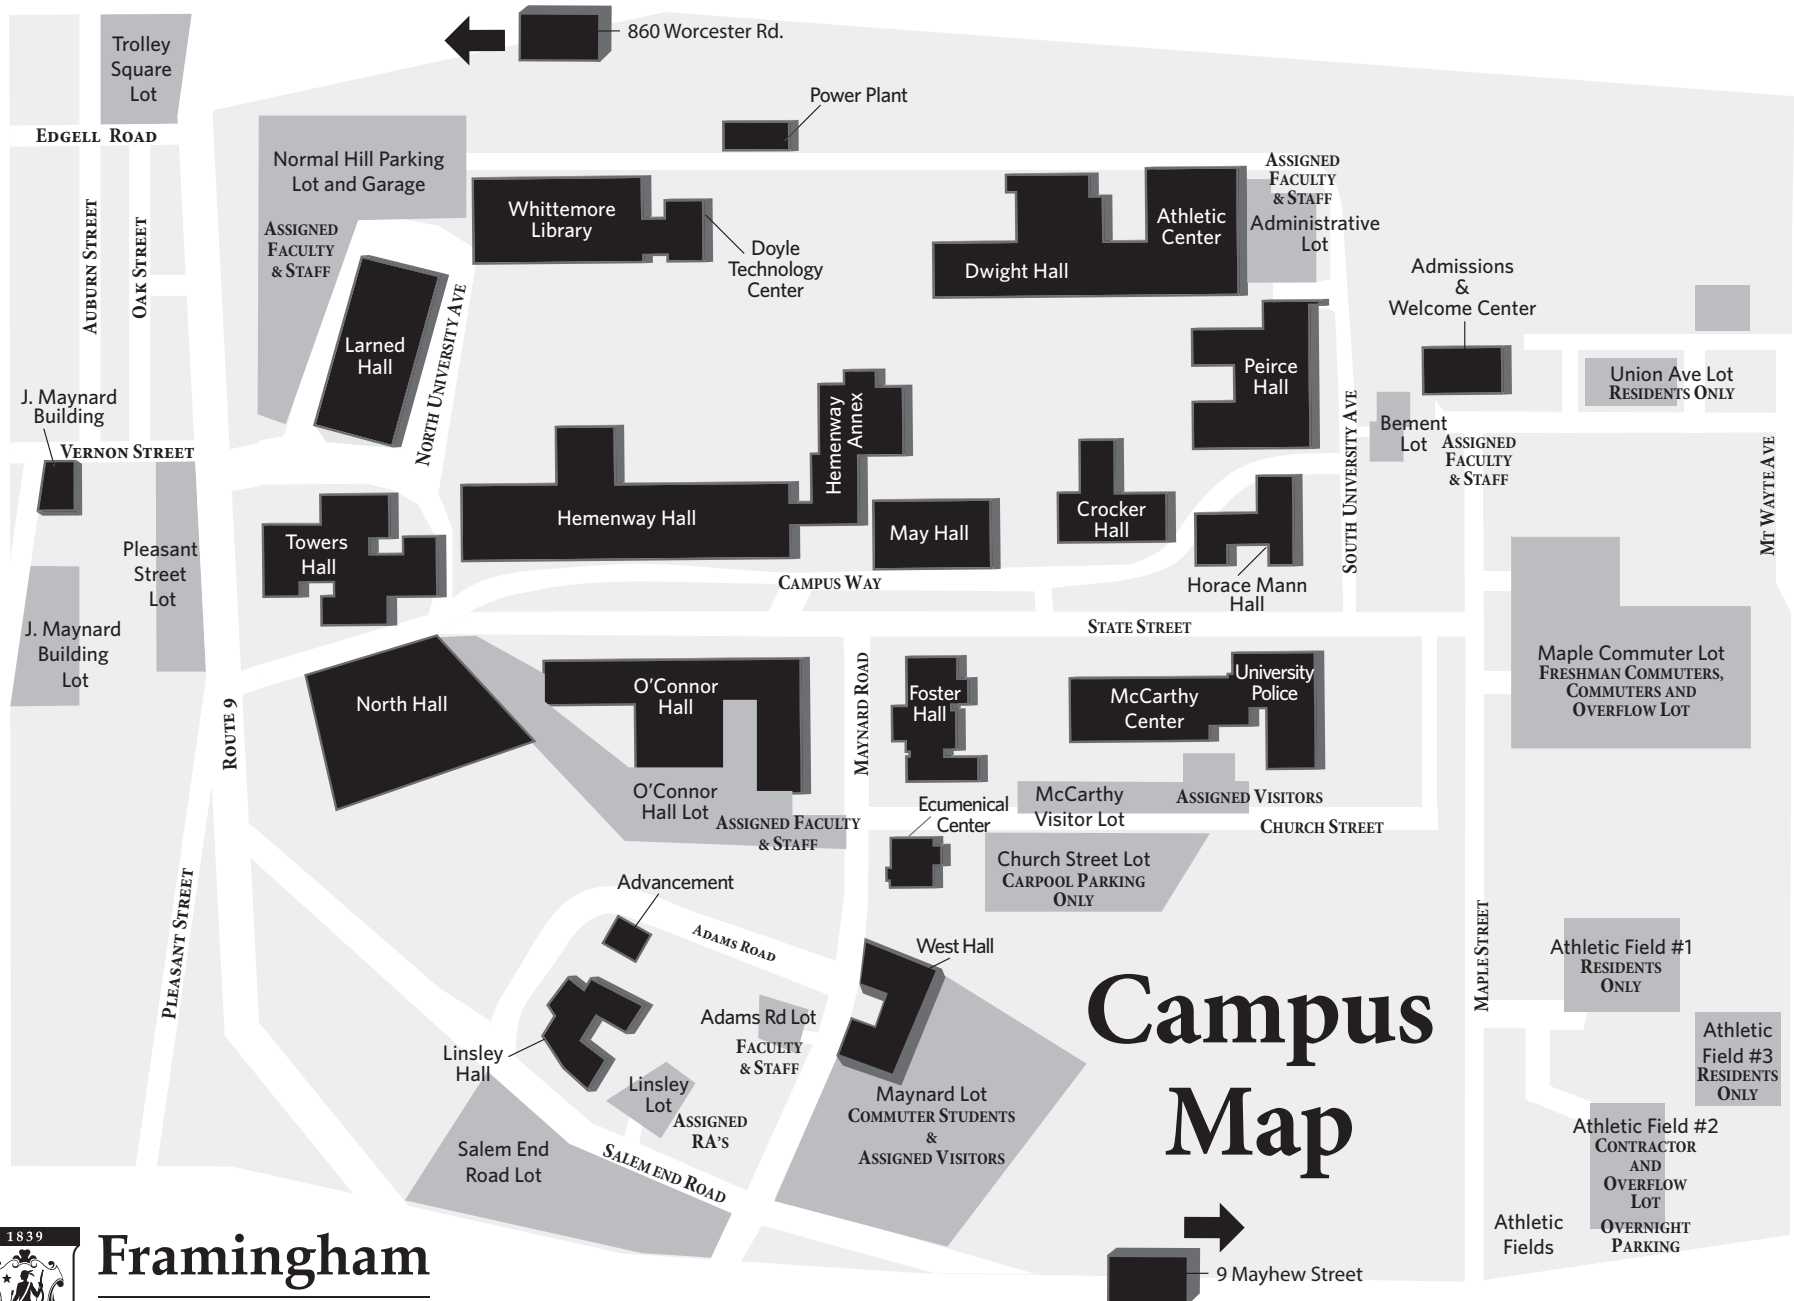 Trolley
Square
Lot
860 Worcester Rd.
Power Plant
EDGELL ROAD
Normal Hill Parking
Lot and Garage
ASSIGNED
FACULTY
& STAFF
AUBURN STREET
OAK STREET
Whittemore
Library
Doyle
Technology
Center
Dwight Hall
Athletic
Center
ASSIGNED
FACULTY
& STAFF
Administrative
Lot
Admissions
&
Welcome Center
Larned
Hall
NORTH UNIVERSITY AVE
Peirce
Hall
Union Ave Lot
RESIDENTS ONLY
J. Maynard
Building
VERNON STREET
Hemenway
Annex
SOUTH UNIVERSITY AVE
Bement
Lot
ASSIGNED
FACULTY
& STAFF
MT WAYTE AVE
Towers
Hall
Hemenway Hall
May Hall
Crocker
Hall
Horace Mann
Hall
Pleasant
Street
Lot
CAMPUS WAY
STATE STREET
J. Maynard
Building
Lot
ROUTE 9
North Hall
O'Connor
Hall
MAYNARD ROAD
Foster
Hall
McCarthy
Center
University
Police
Maple Commuter Lot
FRESHMAN COMMUTERS,
COMMUTERS AND
OVERFLOW LOT
O'Connor
Hall Lot
ASSIGNED FACULTY
& STAFF
Ecumenical
Center
McCarthy
Visitor Lot
ASSIGNED VISITORS
CHURCH STREET
Church Street Lot
CARPOOL PARKING
ONLY
PLEASANT STREET
Advancement
ADAMS ROAD
West Hall
MAPLE STREET
Athletic Field #1
RESIDENTS
ONLY
Linsley
Hall
Adams Rd Lot
FACULTY
& STAFF
Campus
Map
Athletic
Field #3
RESIDENTS
ONLY
Linsley
Lot
ASSIGNED
RA'S
Maynard Lot
COMMUTER STUDENTS
&
ASSIGNED VISITORS
Athletic Field #2
CONTRACTOR
AND
OVERFLOW
LOT
OVERNIGHT
PARKING
Salem End
Road Lot
SALEM END ROAD
Athletic
Fields
9 Mayhew Street
1839
Framingham